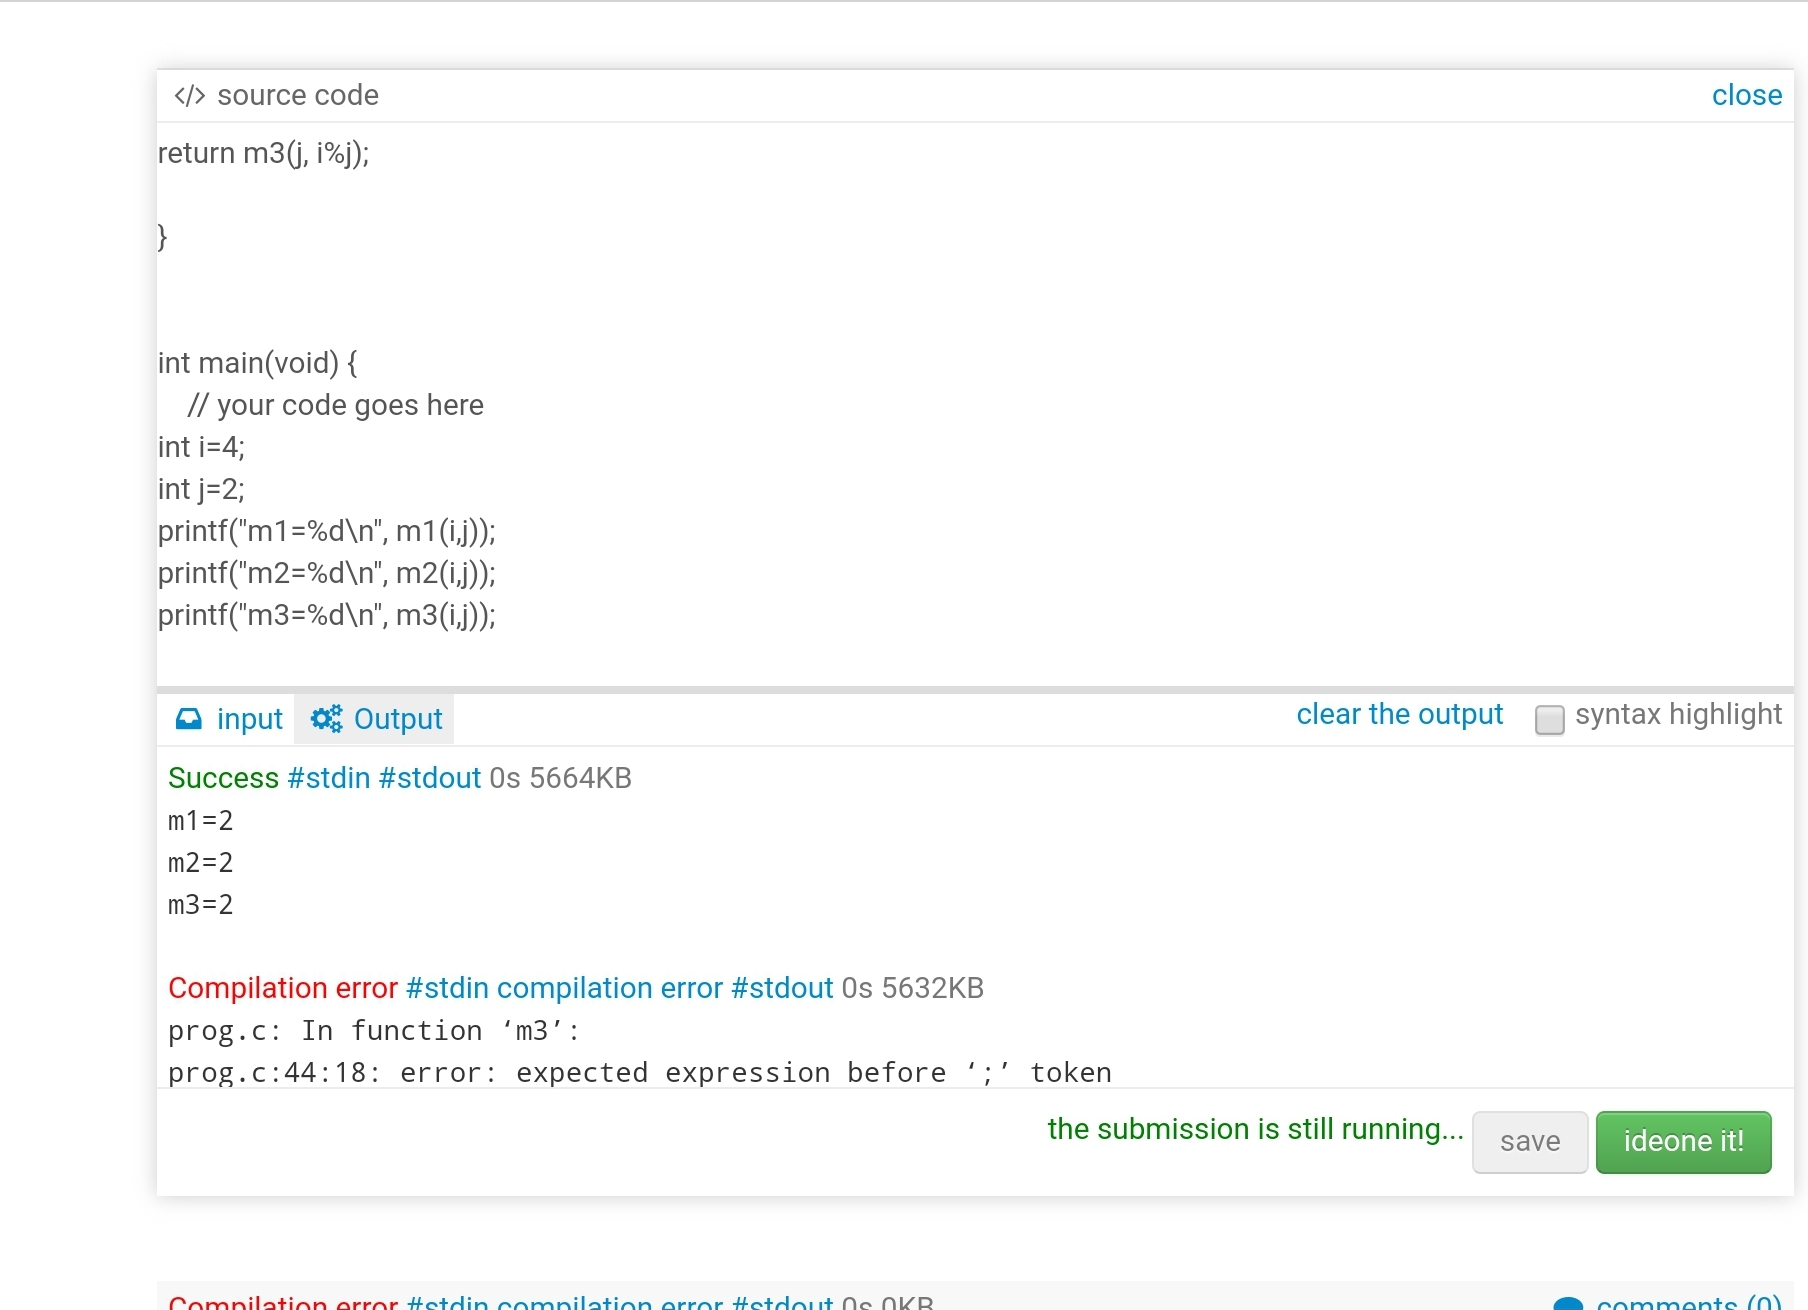 </> source code
close
return m3(j, i%j);
}
int main(void) {
// your code goes here
int i=4;
int j=2;
printf("m1=%d\n", m1(i,j));
printf("m2=%d\n", m2(i,j));
printf("m3=%d\n", m3(i,j));
input
Output
clear the output
syntax highlight
Success #stdin #stdout 0s 5664KB
m1=2
m2=2
m3=2
Compilation error #stdin compilation error #stdout 0s 5632KB
prog.c: In function ‘m3’:
prog.c:44:18: error: expected expression before ‘;’ token
the submission is still running...
save
ideone it!
Compilation error #stdin compilation error #stdout 0s 0KB
comments (0)